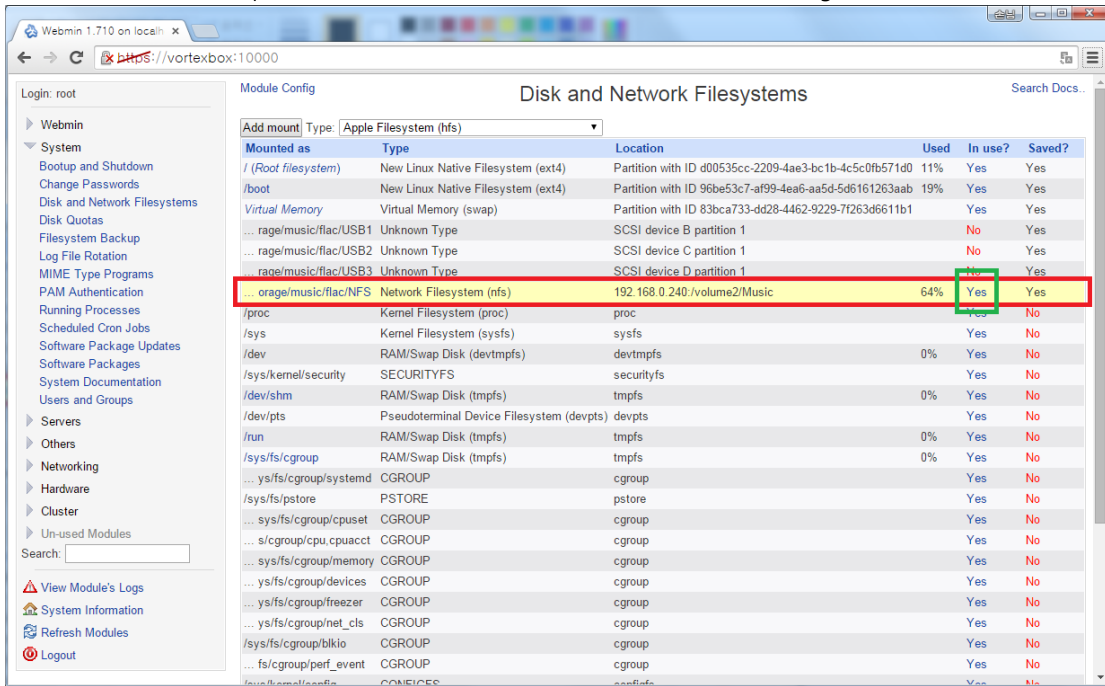 Webmin 1.710 on localh
https://vortexbox:10000
Login: root
Webmin
System
Bootup and Shutdown
Change Passwords
Disk and Network Filesystems
Disk Quotas
Filesystem Backup
Log File Rotation
MIME Type Programs
PAM Authentication
Running Processes
Scheduled Cron Jobs
Software Package Updates
Software Packages
System Documentation
Users and Groups
Servers
Others
Networking
Hardware
Cluster
Un-used Modules
Search:
View Module's Logs
System Information
Refresh Modules
Logout
Module Config
Disk and Network Filesystems
Search Docs..
Add mount Type: Apple Filesystem (hfs)
Mounted as Type Location Used In use? Saved?
/ (Root filesystem) New Linux Native Filesystem (ext4) Partition with ID d00535cc-2209-4ae3-bc1b-4c5c0fb571d0 11% Yes Yes
/boot New Linux Native Filesystem (ext4) Partition with ID 96be53c7-af99-4ea6-aa5d-5d6161263aab 19% Yes Yes
Virtual Memory Virtual Memory (swap) Partition with ID 83bca733-dd28-4462-9229-7f263d6611b1 Yes Yes
... rage/music/flac/USB1 Unknown Type SCSI device B partition 1 No Yes
... rage/music/flac/USB2 Unknown Type SCSI device C partition 1 No Yes
... rage/music/flac/USB3 Unknown Type SCSI device D partition 1 No Yes
... orage/music/flac/NFS Network Filesystem (nfs) 192.168.0.240:/volume2/Music 64% Yes Yes
/proc Kernel Filesystem (proc) proc Yes No
/sys Kernel Filesystem (sysfs) sysfs Yes No
/dev RAM/Swap Disk (devtmpfs) devtmpfs 0% Yes No
/sys/kernel/security SECURITYFS securityfs Yes No
/dev/shm RAM/Swap Disk (tmpfs) tmpfs 0% Yes No
/dev/pts Pseudoterminal Device Filesystem (devpts) devpts Yes No
/run RAM/Swap Disk (tmpfs) tmpfs 0% Yes No
/sys/fs/cgroup RAM/Swap Disk (tmpfs) tmpfs 0% Yes No
... ys/fs/cgroup/systemd CGROUP cgroup Yes No
/sys/fs/pstore PSTORE pstore Yes No
... sys/fs/cgroup/cpuset CGROUP cgroup Yes No
... s/cgroup/cpu,cpuacct CGROUP cgroup Yes No
... sys/fs/cgroup/memory CGROUP cgroup Yes No
... ys/fs/cgroup/devices CGROUP cgroup Yes No
... ys/fs/cgroup/freezer CGROUP cgroup Yes No
... ys/fs/cgroup/net_cls CGROUP cgroup Yes No
/sys/fs/cgroup/blkio CGROUP cgroup Yes No
... fs/cgroup/perf_event CGROUP cgroup Yes No
/sys/kernel/config CONFIGFS configfs Yes No